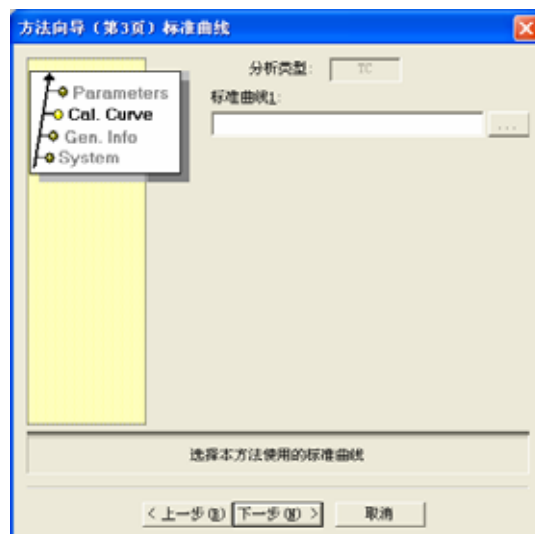 方法向导（第3页）标准曲线
Parameters
Cal. Curve
Gen. Info
System
分析类型: TC
标准曲线1:
...
选择本方法使用的标准曲线
< 上一步(B) 下一步(N) > 取消